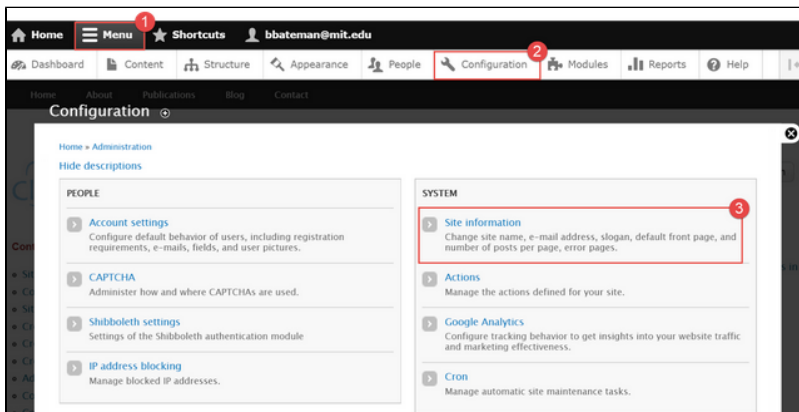 1
Home Menu Shortcuts bbateman@mit.edu
2
Dashboard Content Structure Appearance People Configuration Modules Reports Help
Home About Publications Blog Contact
Configuration
Home » Administration
Hide descriptions
PEOPLE
Account settings
Configure default behavior of users, including registration
requirements, e-mails, fields, and user pictures.
CAPTCHA
Administer how and where CAPTCHAs are used.
Shibboleth settings
Settings of the Shibboleth authentication module
IP address blocking
Manage blocked IP addresses.
SYSTEM
3
Site information
Change site name, e-mail address, slogan, default front page, and
number of posts per page, error pages.
Actions
Manage the actions defined for your site.
Google Analytics
Configure tracking behavior to get insights into your website traffic
and marketing effectiveness.
Cron
Manage automatic site maintenance tasks.